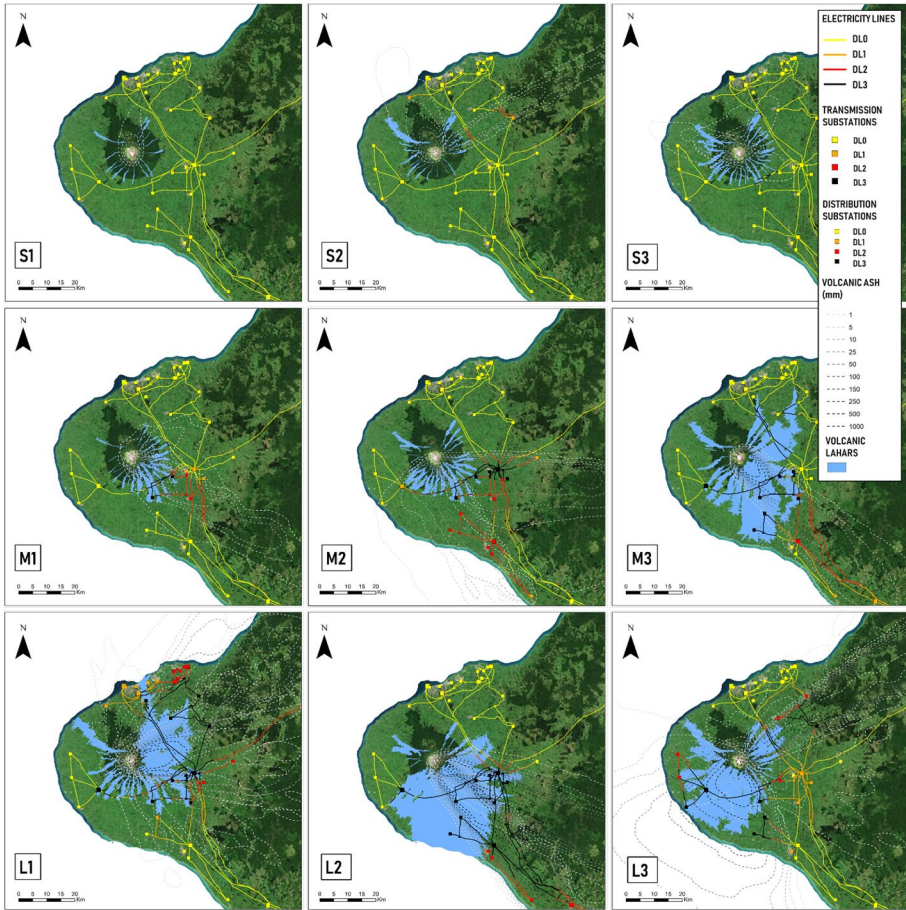 N
N
N
S1
0 5 10 15 20
Km
S2
0 5 10 15 20
Km
S3
0 5 10 15 20
Km
ELECTRICITY LINES
DL0
DL1
DL2
DL3
TRANSMISSION
SUBSTATIONS
DL0
DL1
DL2
DL3
DISTRIBUTION
SUBSTATIONS
DL0
DL1
DL2
DL3
VOLCANIC ASH
(mm)
1
5
10
25
50
100
150
250
500
1000
VOLCANIC
LAHARS
N
N
N
M1
0 5 10 15 20
Km
M2
0 5 10 15 20
Km
M3
0 5 10 15 20
Km
N
N
N
L1
0 5 10 15 20
Km
L2
0 5 10 15 20
Km
L3
0 5 10 15 20
Km